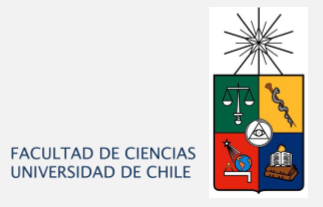 FACULTAD DE CIENCIAS
UNIVERSIDAD DE CHILE